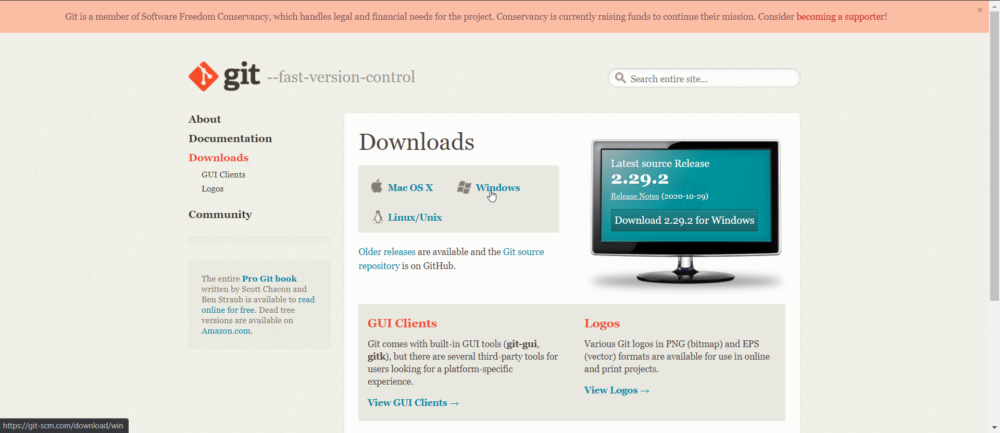 Git is a member of Software Freedom Conservancy, which handles legal and financial needs for the project. Conservancy is currently raising funds to continue their mission. Consider becoming a supporter!
×
git --fast-version-control
Search entire site...
About
Documentation
Downloads
GUI Clients
Logos
Community
The entire Pro Git book
written by Scott Chacon and
Ben Straub is available to read
online for free. Dead tree
versions are available on
Amazon.com.
Downloads
Mac OS X
Windows
Linux/Unix
Older releases are available and the Git source
repository is on GitHub.
Latest source Release
2.29.2
Release Notes (2020-10-29)
Download 2.29.2 for Windows
GUI Clients
Git comes with built-in GUI tools (git-gui,
gitk), but there are several third-party tools for
users looking for a platform-specific
experience.
View GUI Clients →
Logos
Various Git logos in PNG (bitmap) and EPS
(vector) formats are available for use in online
and print projects.
View Logos →
https://git-scm.com/download/win